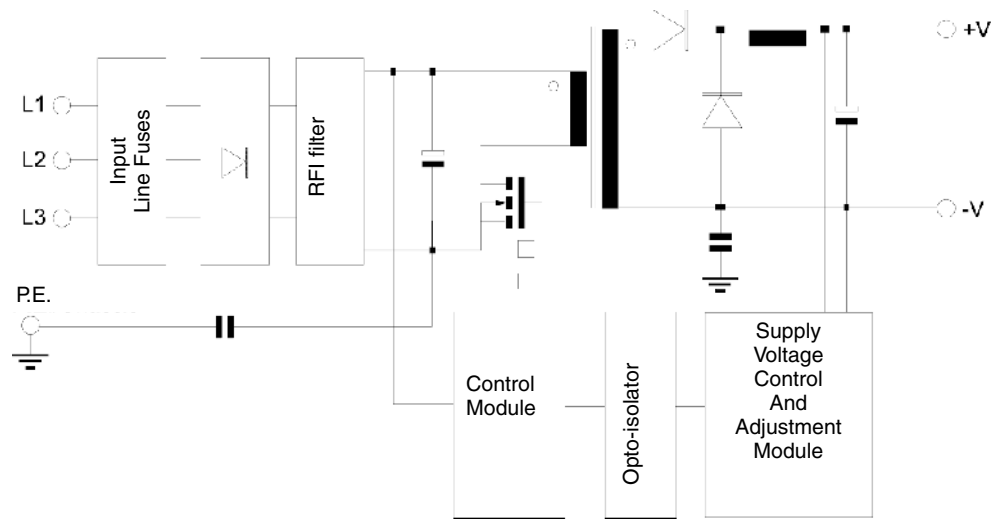 +V
L1
L2
L3
Input
Line Fuses
RFI filter
-V
P.E.
Control
Module
Opto-isolator
Supply
Voltage
Control
And
Adjustment
Module